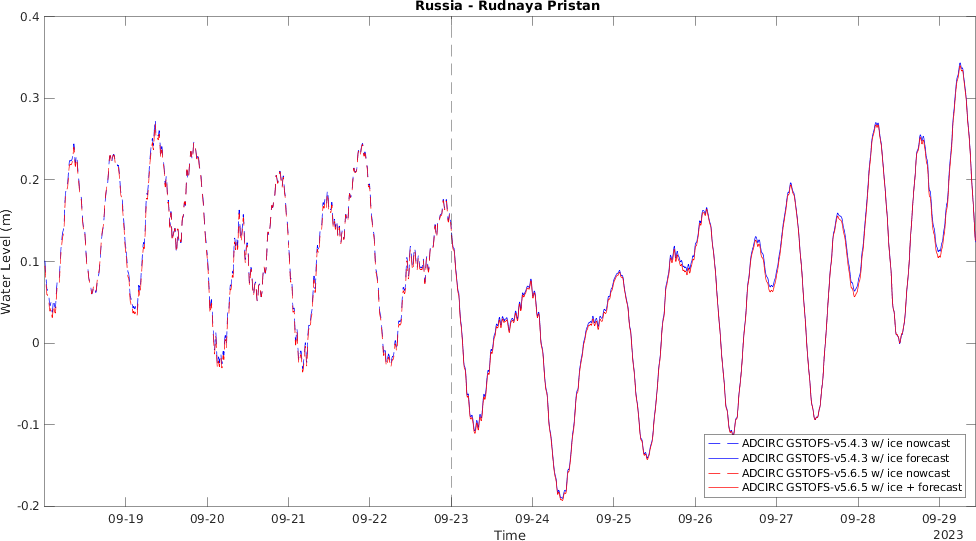 Russia - Rudnaya Pristan
0.4
0.3
0.2
0.1
0
-0.1
-0.2
Water Level (m)
ADCIRC GSTOFS-v5.4.3 w/ ice nowcast
ADCIRC GSTOFS-v5.4.3 w/ ice forecast
ADCIRC GSTOFS-v5.6.5 w/ ice nowcast
ADCIRC GSTOFS-v5.6.5 w/ ice + forecast
09-19 09-20 09-21 09-22 09-23 09-24 09-25 09-26 09-27 09-28 09-29
Time
2023